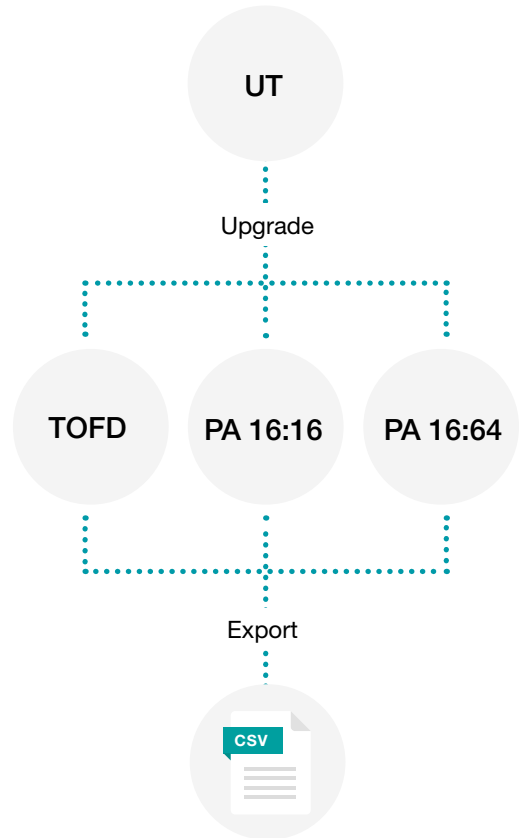 UT
Upgrade
TOFD
PA 16:16
PA 16:64
Export
CSV